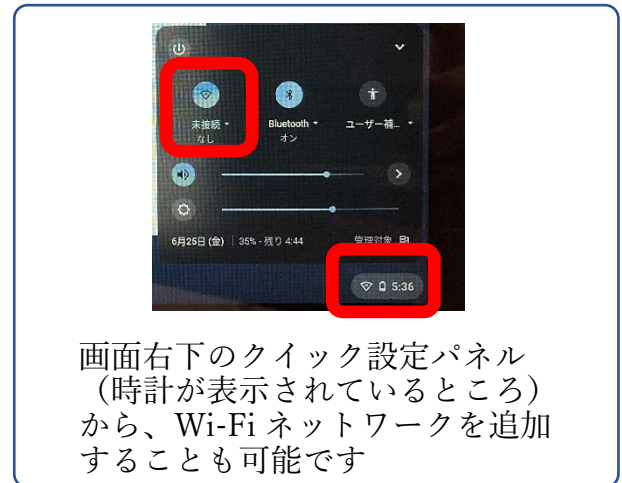 未接続
なし
Bluetooth
オン
ユーザー補...
6月25日 (金) 35% - 残り 4:44 管理対象
5:36
画面右下のクイック設定パネル
（時計が表示されているところ）
から、Wi-Fi ネットワークを追加
することも可能です